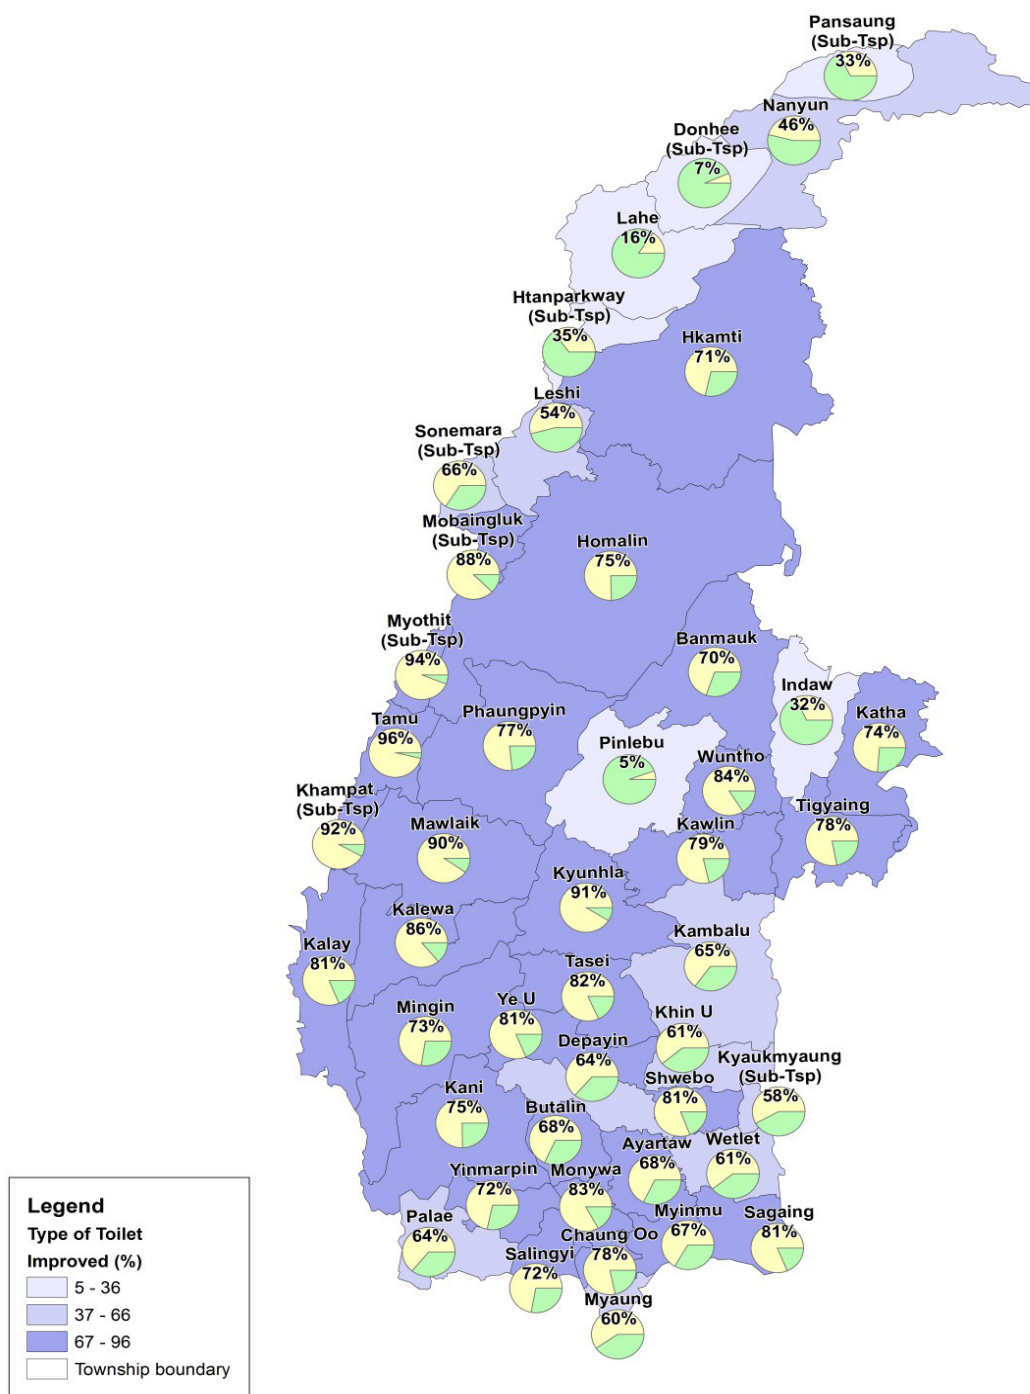 Pansaung
(Sub-Tsp)
33%
Nanyun
46%
Donhee
(Sub-Tsp)
7%
Lahe
16%
Htanparkway
(Sub-Tsp)
35%
Hkamti
71%
Leshi
54%
Sonemara
(Sub-Tsp)
66%
Mobaingluk
(Sub-Tsp)
88%
Homalin
75%
Myothit
(Sub-Tsp)
94%
Banmauk
70%
Indaw
32%
Katha
74%
Tamu
96%
Phaungpyin
77%
Pinlebu
5%
Wuntho
84%
Khampat
(Sub-Tsp)
92%
Mawlaik
90%
Kawlin
79%
Tigyaing
78%
Kyunhla
91%
Kalewa
86%
Kalay
81%
Kambalu
65%
Tasei
82%
Mingin
73%
Ye U
81%
Khin U
61%
Depayin
64%
Kyaukmyaung
(Sub-Tsp)
58%
Shwebo
81%
Kani
75%
Butalin
68%
Ayartaw
68%
Wetlet
61%
Yinmarpin
72%
Monywa
83%
Palae
64%
Chaung Oo
78%
Myinmu
67%
Sagaing
81%
Salingyi
72%
Myaung
60%
Legend
Type of Toilet
Improved (%)
5 - 36
37 - 66
67 - 96
Township boundary